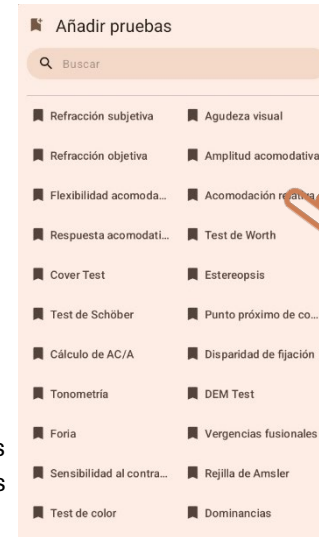 Añadir pruebas
Buscar
Refracción subjetiva
Agudeza visual
Refracción objetiva
Amplitud acomodativa
Flexibilidad acomoda...
Acomodación relativa
Respuesta acomodati...
Test de Worth
Cover Test
Estereopsis
Test de Schöber
Punto próximo de co...
Cálculo de AC/A
Disparidad de fijación
Tonometría
DEM Test
s
Foria
Vergencias fusionales
s
Sensibilidad al contra...
Rejilla de Amsler
Test de color
Dominancias